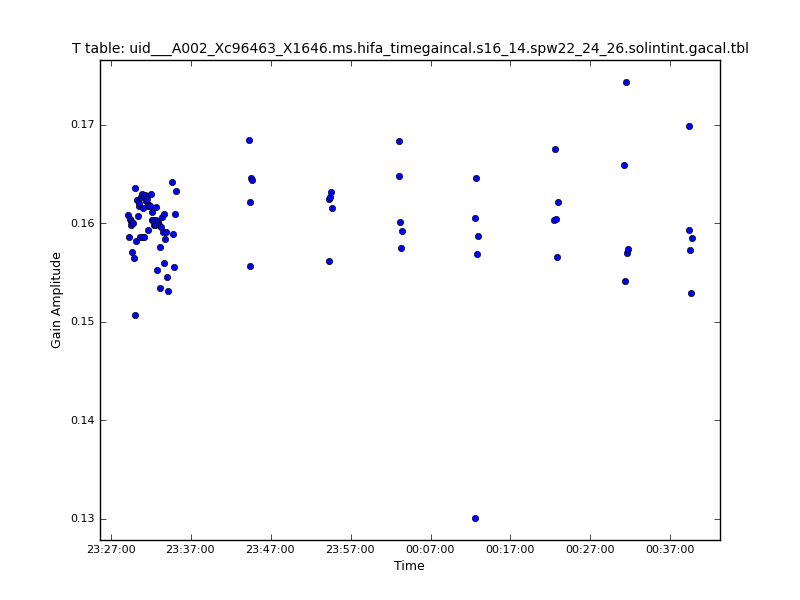 T table: uid___A002_Xc96463_X1646.ms.hifa_timegaincal.s16_14.spw22_24_26.solintint.gacal.tbl
0.17
0.16
0.15
0.14
0.13
Gain Amplitude
23:27:00 23:37:00 23:47:00 23:57:00 00:07:00 00:17:00 00:27:00 00:37:00
Time